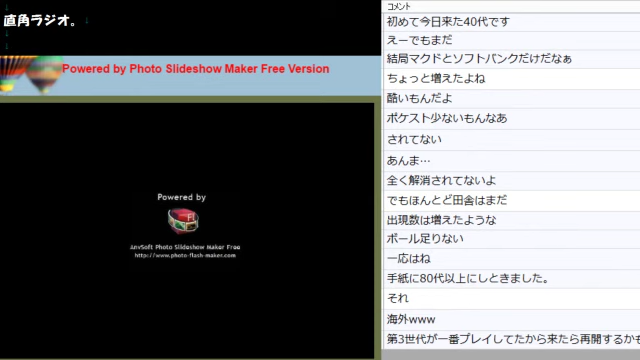 直角ラジオ。
Powered by Photo Slideshow Maker Free Version
Powered by
AnvSoft Photo Slideshow Maker Free
http://www.photo-flash-maker.com
コメント
初めて今日来た40代です
えーでもまだ
結局マクドとソフトバンクだけだなぁ
ちょっと増えたよね
酷いもんだよ
ポケスト少ないもんなあ
されてない
あんま…
全く解消されてないよ
でもほんとど田舎はまだ
出現数は増えたような
ボール足りない
一応はね
手紙に80代以上にしときました。
それ
海外www
第3世代が一番プレイしてたから来たら再開するかも